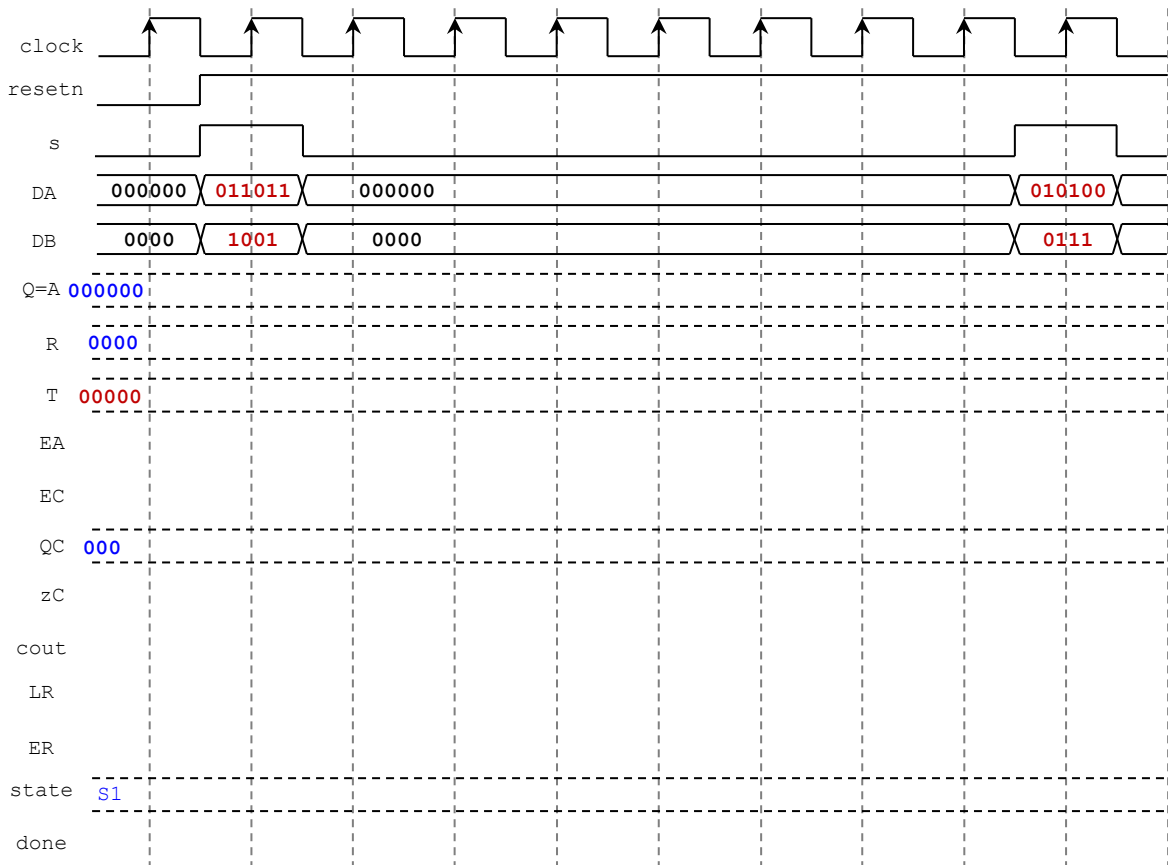 clock
resetn
s
DA 000000 011011 000000 010100
DB 0000 1001 0000 0111
Q=A 000000
R 0000
T 00000
EA
EC
QC 000
zC
cout
LR
ER
state S1
done